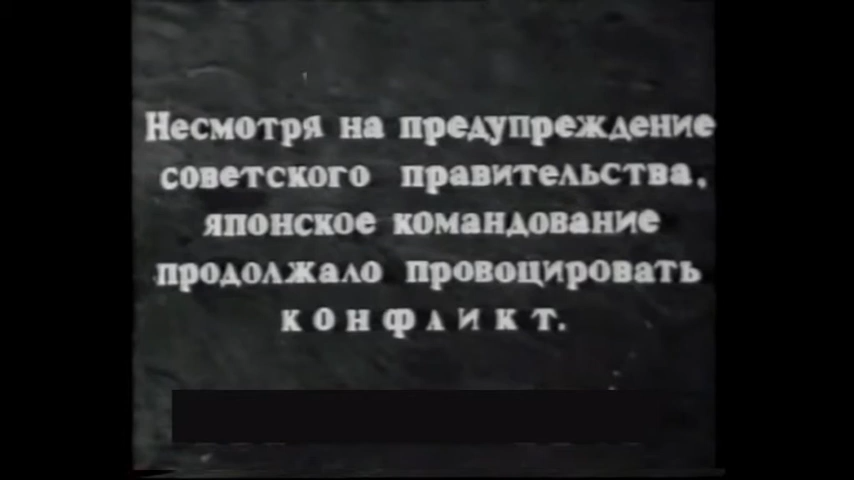 Несмотря на предупреждение
советского правительства,
японское командование
продолжало провоцировать
конфликт.